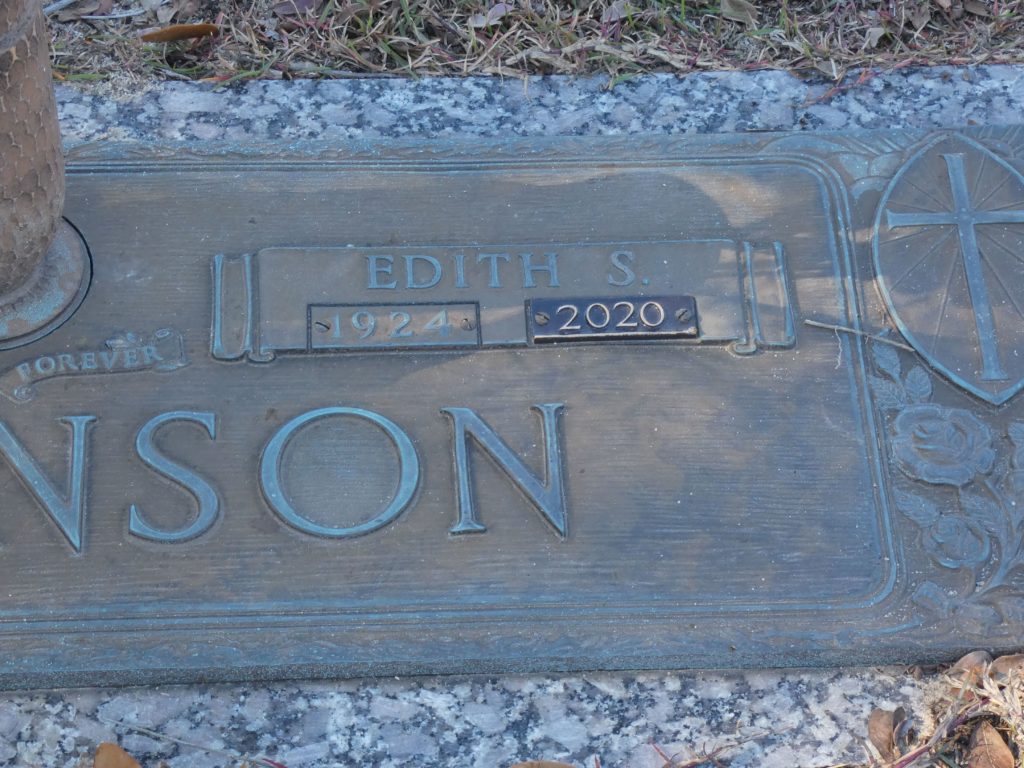 EDITH S.
1924 2020
FOREVER
NSON